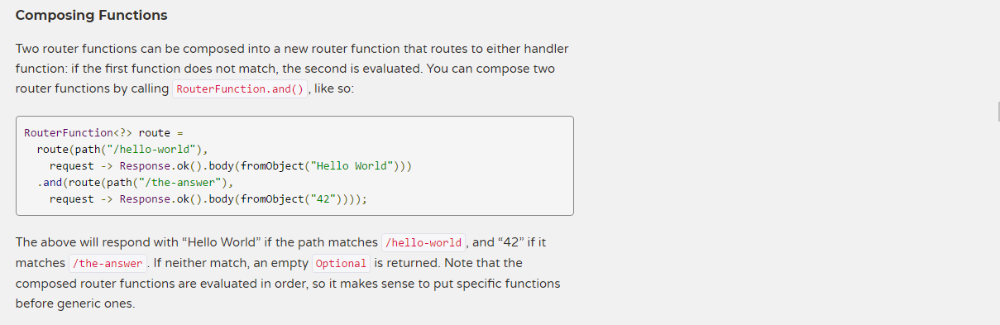 Composing Functions
Two router functions can be composed into a new router function that routes to either handler
function: if the first function does not match, the second is evaluated. You can compose two
router functions by calling RouterFunction.and() , like so:
RouterFunction<?> route =
  route(path("/hello-world"),
    request -> Response.ok().body(fromObject("Hello World")))
  .and(route(path("/the-answer"),
    request -> Response.ok().body(fromObject("42"))));
The above will respond with “Hello World” if the path matches /hello-world , and “42” if it
matches /the-answer . If neither match, an empty Optional is returned. Note that the
composed router functions are evaluated in order, so it makes sense to put specific functions
before generic ones.